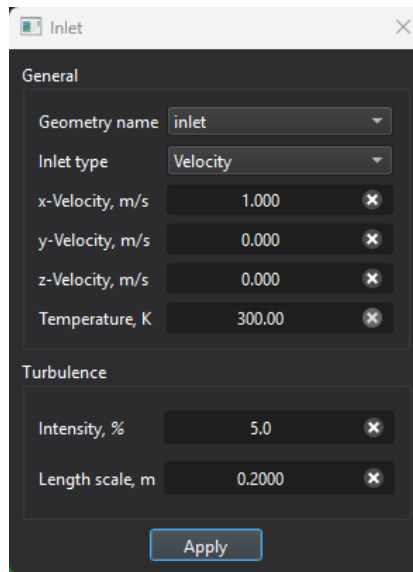 Inlet
General
Geometry name inlet
Inlet type Velocity
x-Velocity, m/s 1.000
y-Velocity, m/s 0.000
z-Velocity, m/s 0.000
Temperature, K 300.00
Turbulence
Intensity, % 5.0
Length scale, m 0.2000
Apply